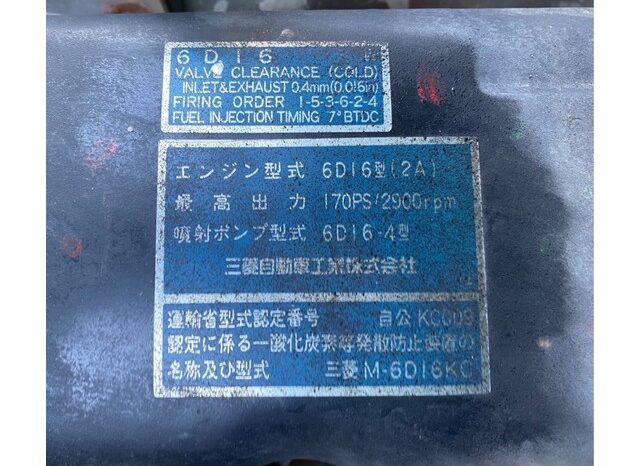 6D16
VALVE CLEARANCE (COLD)
INLET&EXHAUST 0.4mm(0.016in)
FIRING ORDER 1-5-3-6-2-4
FUEL INJECTION TIMING 7° BTDC
エンジン型式 6D16型(2A)
最高出力 170PS/2900rpm
噴射ポンプ型式 6D16-4型
三菱自動車工業株式会社
運輸省型式認定番号 自公
認定に係る一酸化炭素等発散防止装置の
名称及び型式 三菱 M-6D16KC